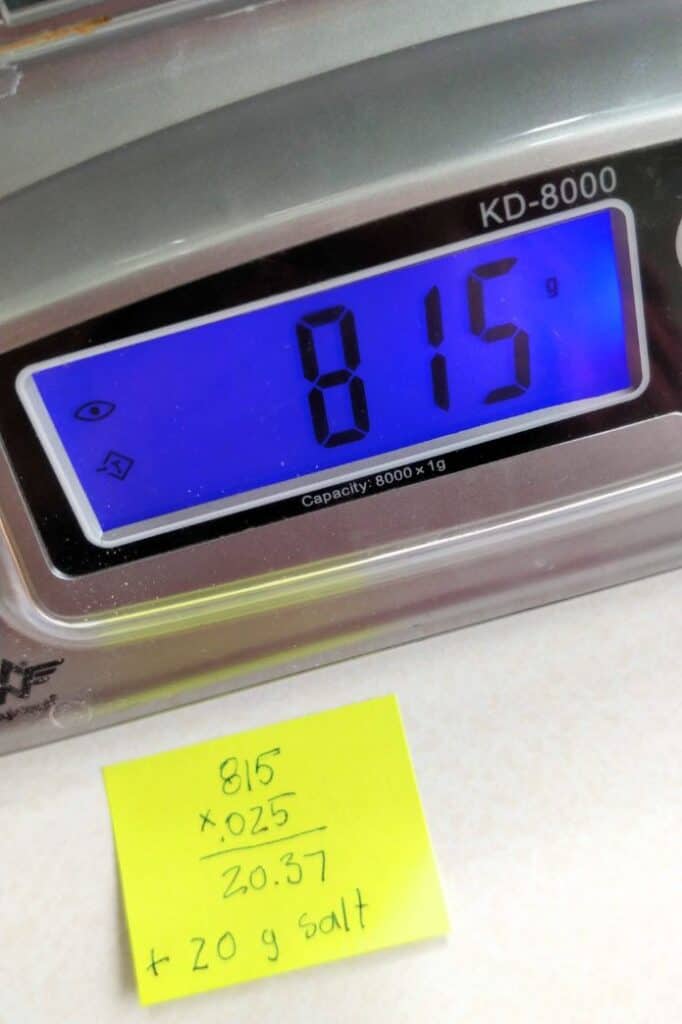 KD-8000
815 g
Capacity: 8000 x 1g
815
x .025
20.37
+ 20 g salt